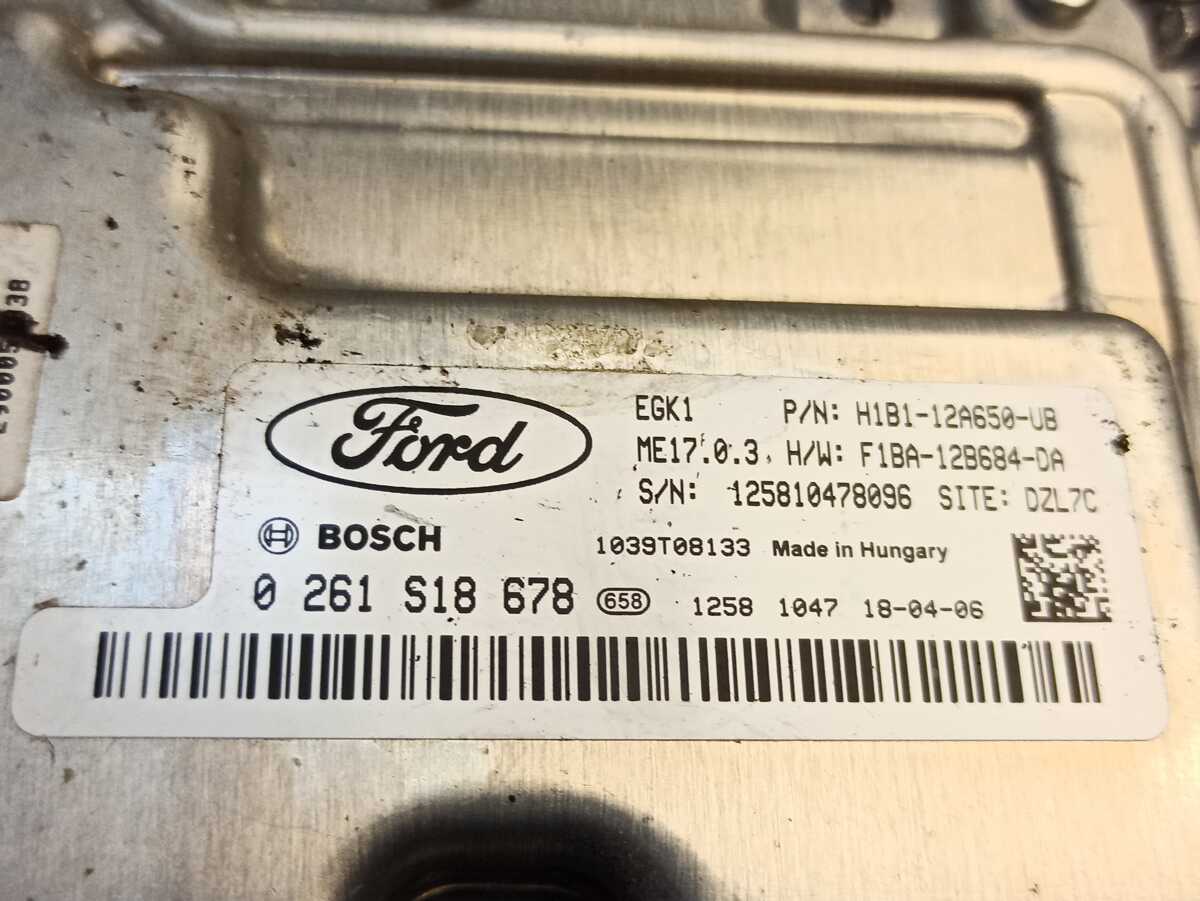 Ford
EGK1 P/N: H1B1-12A650-UB
ME17.0.3. H/W: F1BA-12B684-DA
S/N: 125810478096 SITE: DZL7C
BOSCH
1039T08133 Made in Hungary
0 261 S18 678 658 1258 1047 18-04-06